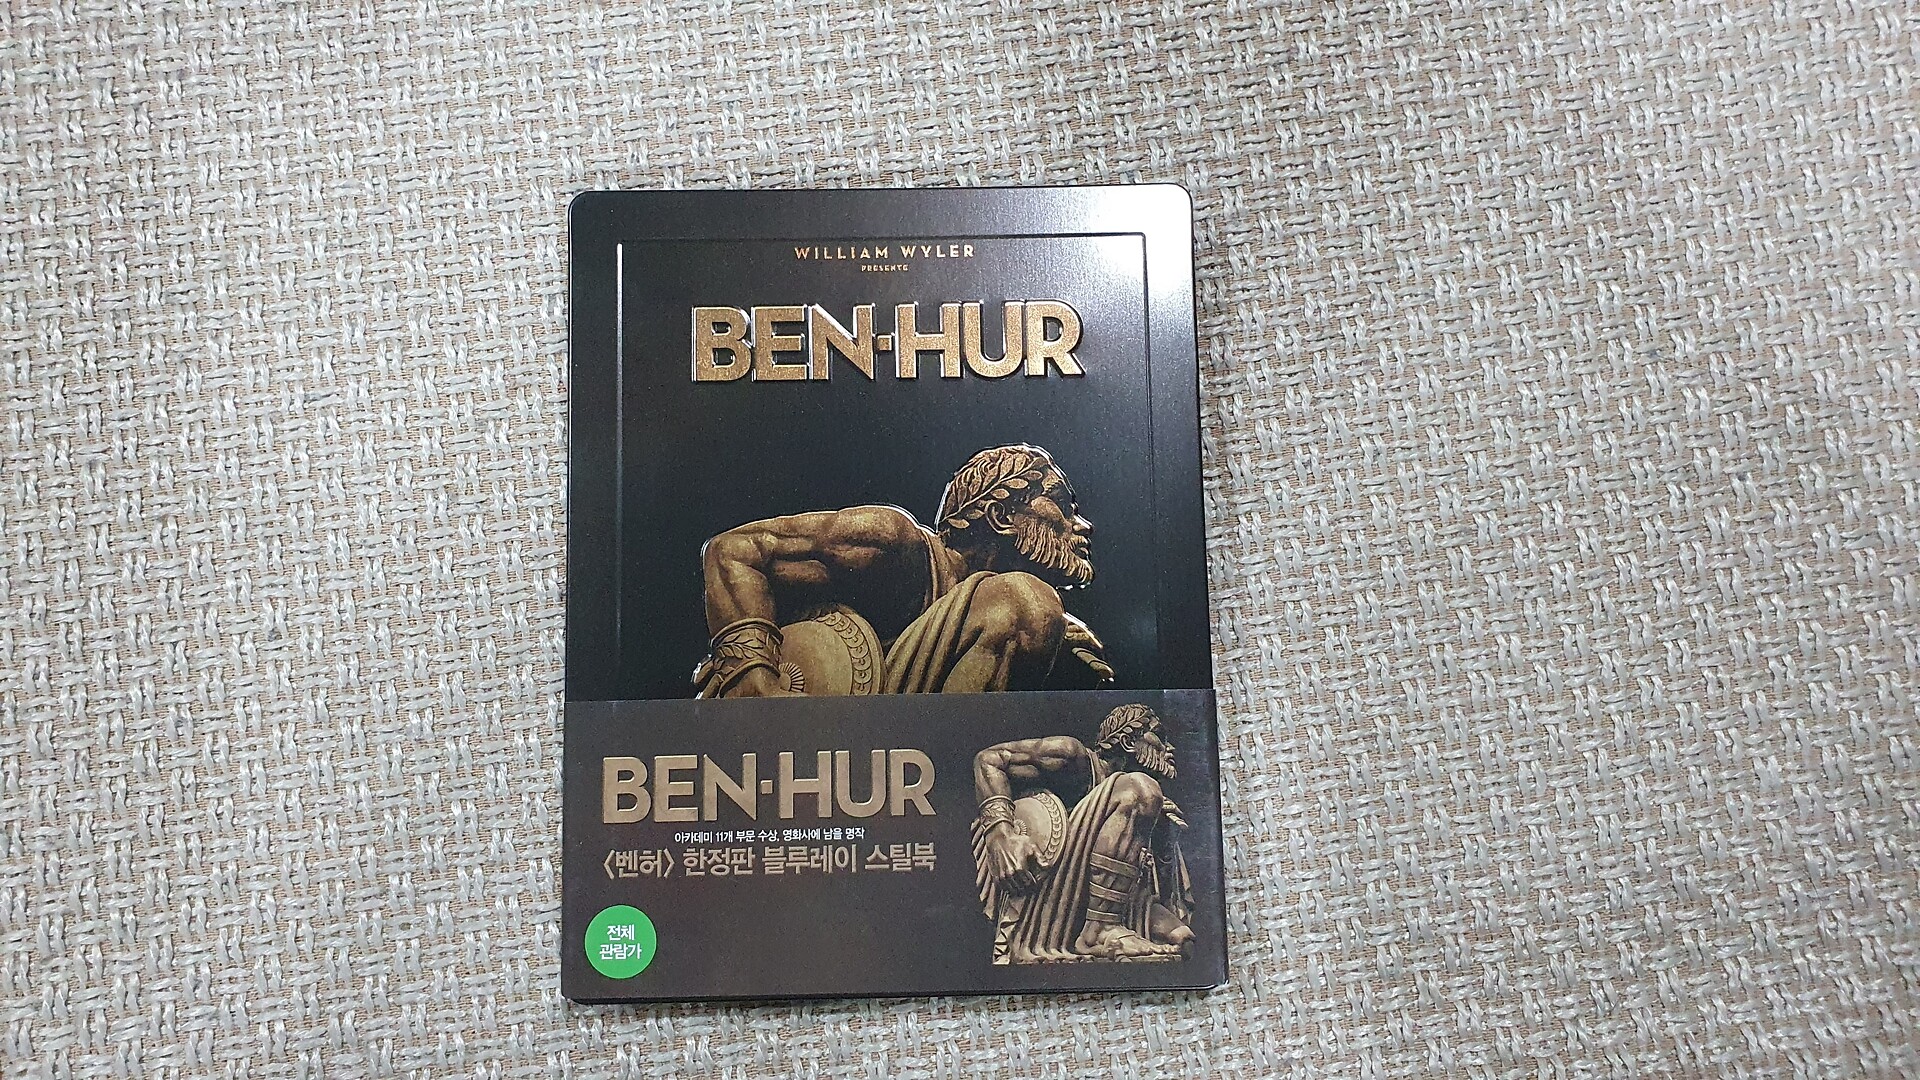 WILLIAM WYLER
PRESENTS
BEN-HUR
BEN·HUR
아카데미 11개 부문 수상, 영화사에 남을 명작
〈벤허〉 한정판 블루레이 스틸북
전체
관람가